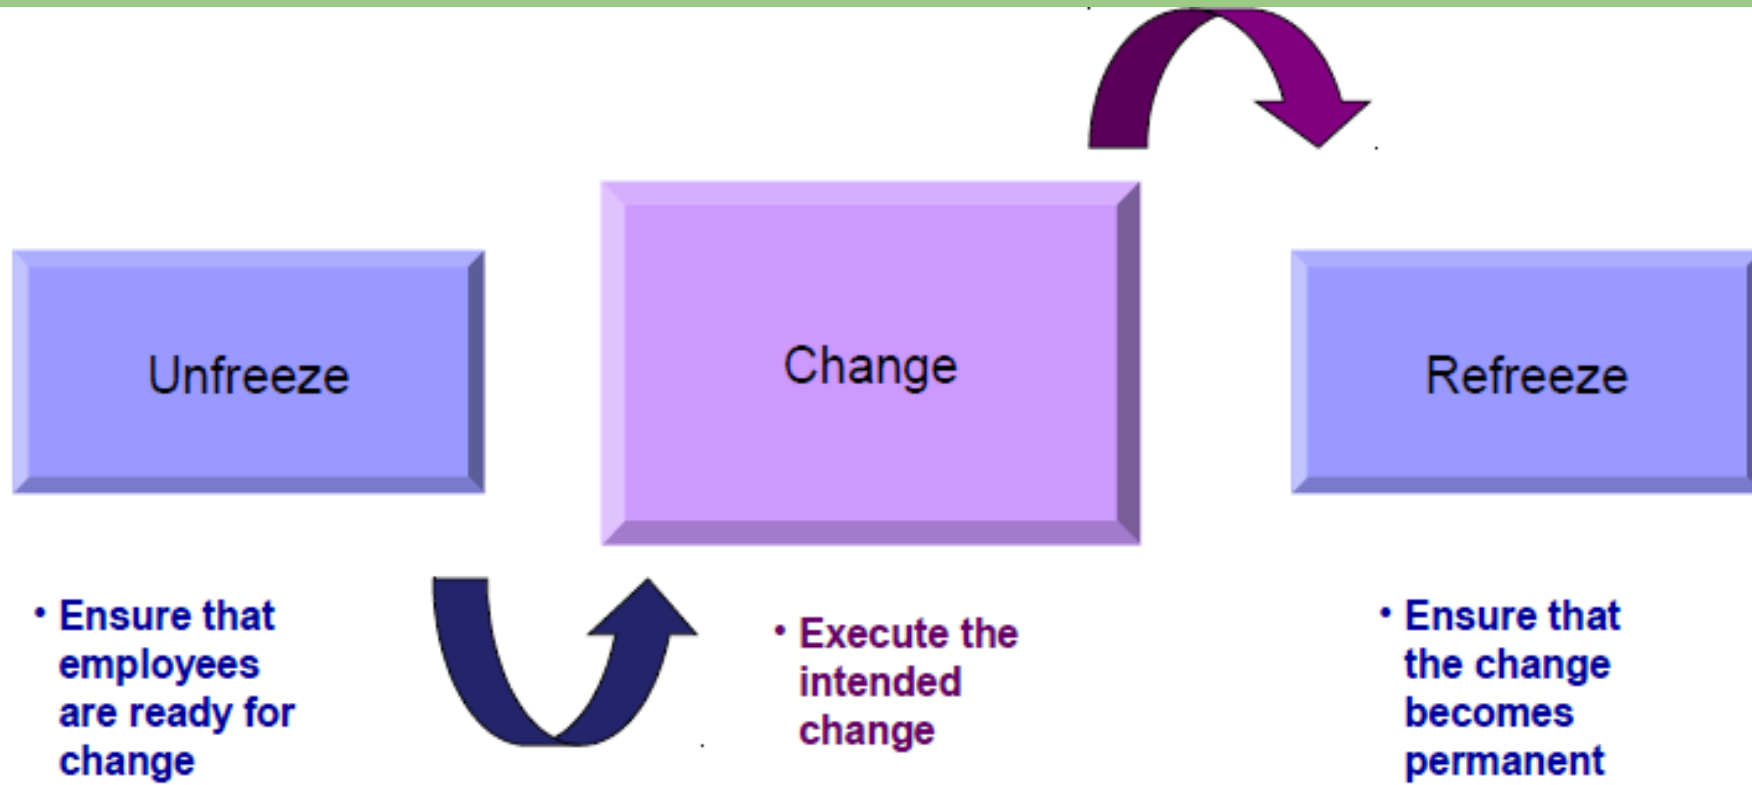 Unfreeze
Change
Refreeze
• Ensure that
employees
are ready for
change
• Execute the
intended
change
• Ensure that
the change
becomes
permanent